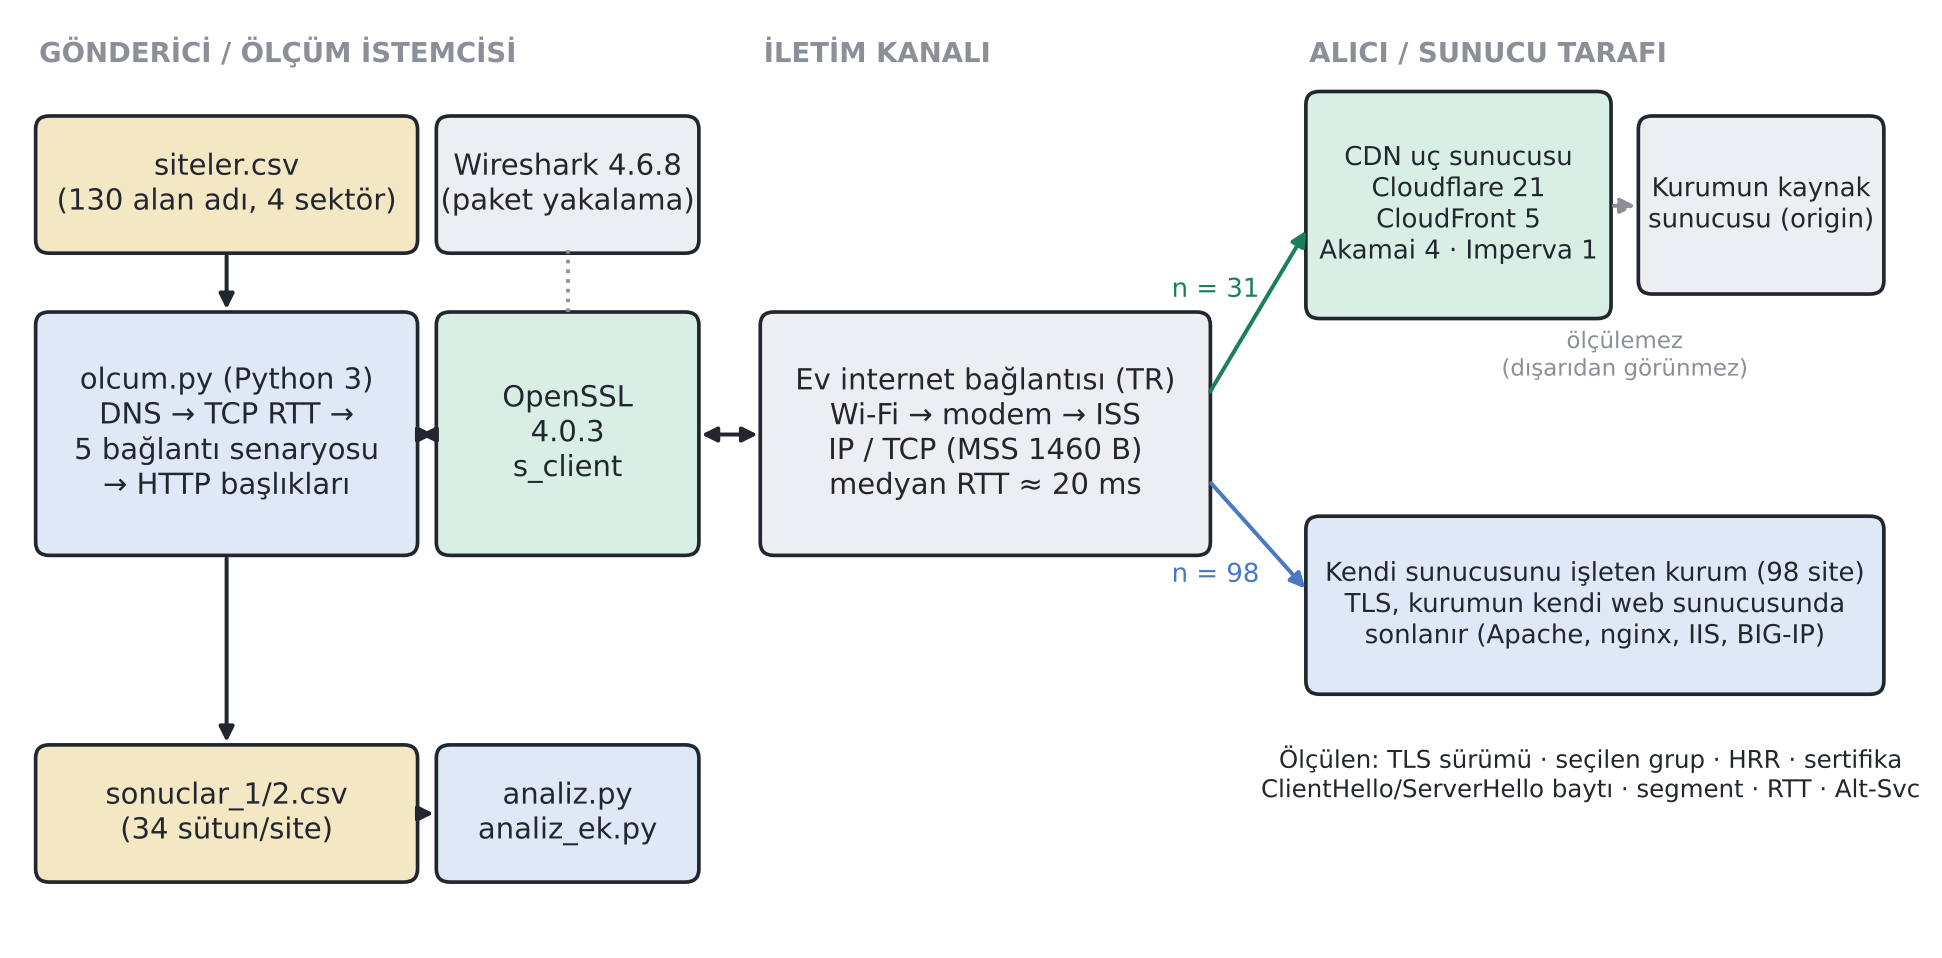 GÖNDERİCİ / ÖLÇÜM İSTEMCİSİ
İLETİM KANALI
ALICI / SUNUCU TARAFI
siteler.csv
(130 alan adı, 4 sektör)
Wireshark 4.6.8
(paket yakalama)
CDN uç sunucusu
Cloudflare 21
CloudFront 5
Akamai 4 · Imperva 1
Kurumun kaynak
sunucusu (origin)
n = 31
ölçülemez
(dışarıdan görünmez)
olcum.py (Python 3)
DNS → TCP RTT →
5 bağlantı senaryosu
→ HTTP başlıkları
OpenSSL
4.0.3
s_client
Ev internet bağlantısı (TR)
Wi-Fi → modem → ISS
IP / TCP (MSS 1460 B)
medyan RTT ≈ 20 ms
n = 98
Kendi sunucusunu işleten kurum (98 site)
TLS, kurumun kendi web sunucusunda
sonlanır (Apache, nginx, IIS, BIG-IP)
sonuclar_1/2.csv
(34 sütun/site)
analiz.py
analiz_ek.py
Ölçülen: TLS sürümü · seçilen grup · HRR · sertifika
ClientHello/ServerHello baytı · segment · RTT · Alt-Svc